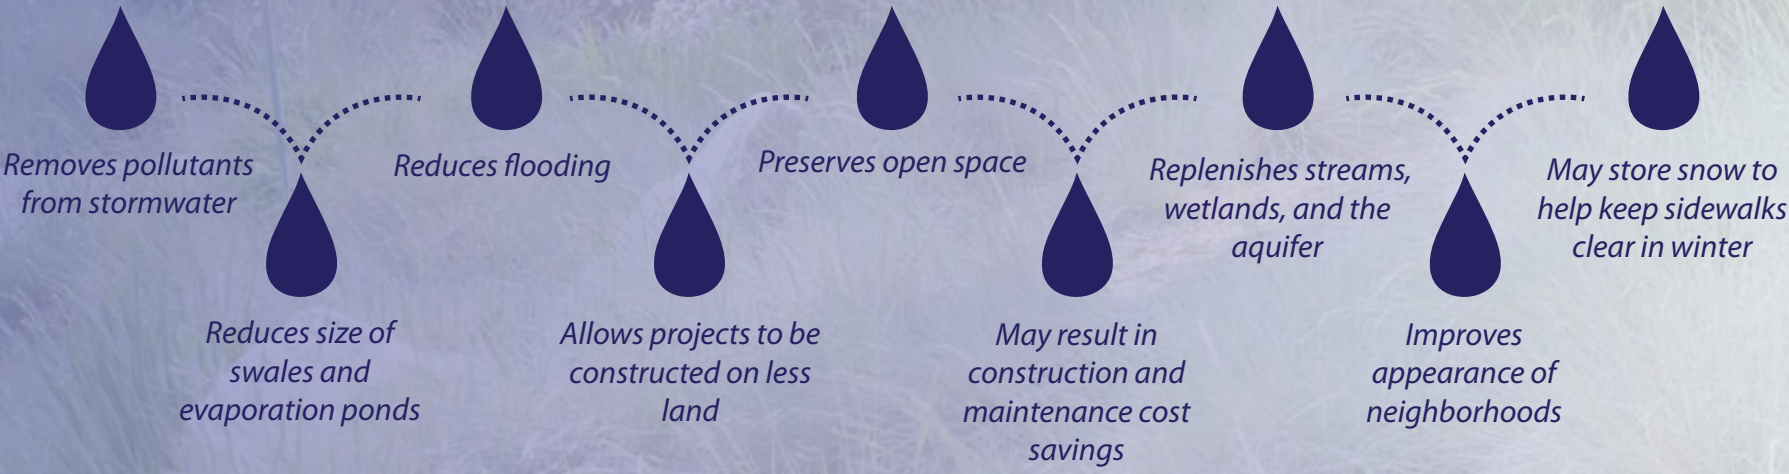 Removes pollutants
from stormwater
Reduces size of
swales and
evaporation ponds
Reduces flooding
Allows projects to be
constructed on less
land
Preserves open space
May result in
construction and
maintenance cost
savings
Replenishes streams,
wetlands, and the
aquifer
Improves
appearance of
neighborhoods
May store snow to
help keep sidewalks
clear in winter